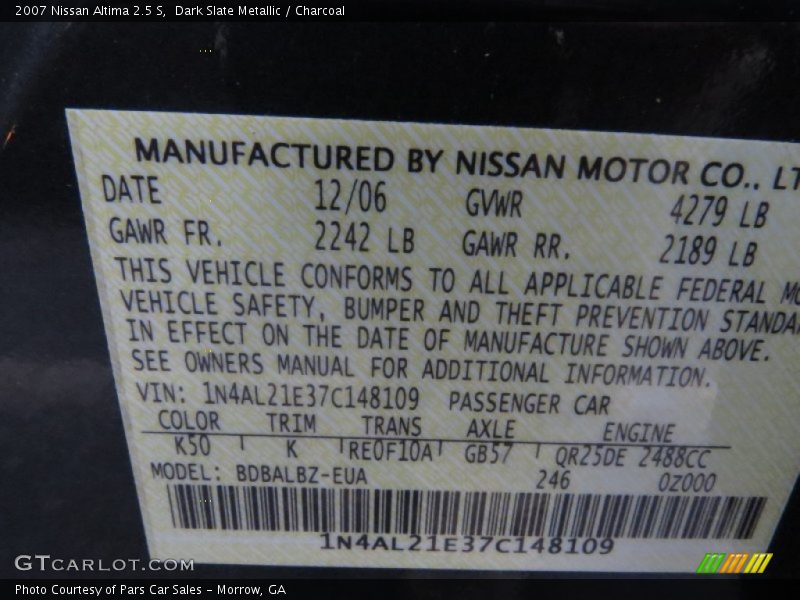 2007 Nissan Altima 2.5 S, Dark Slate Metallic / Charcoal
MANUFACTURED BY NISSAN MOTOR CO., LT
DATE 12/06 GVWR 4279 LB
GAWR FR. 2242 LB GAWR RR. 2189 LB
THIS VEHICLE CONFORMS TO ALL APPLICABLE FEDERAL MO
VEHICLE SAFETY, BUMPER AND THEFT PREVENTION STANDA
IN EFFECT ON THE DATE OF MANUFACTURE SHOWN ABOVE.
SEE OWNERS MANUAL FOR ADDITIONAL INFORMATION.
VIN: 1N4AL21E37C148109 PASSENGER CAR
COLOR TRIM TRANS AXLE ENGINE
K50 K RE0F10A GB57 QR25DE 2488CC
MODEL: BDBALBZ-EUA 246 0Z000
1N4AL21E37C148109
GTcarlot.com
Photo Courtesy of Pars Car Sales - Morrow, GA